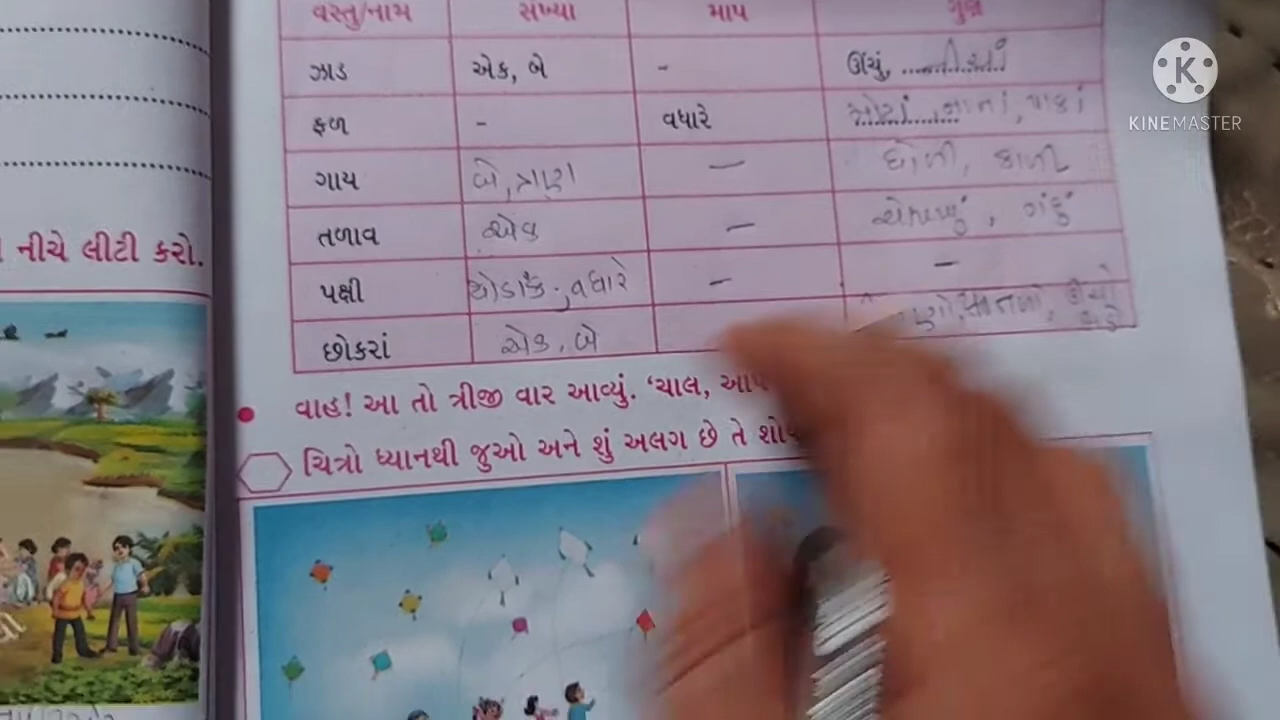 વસ્તુ/નામ સંખ્યા માપ ગુણ
ઝાડ એક, બે - ઊંચું,
ફળ - વધારે મોટાં, નાનાં, પાકાં
ગાય બે, ત્રણ - ધોળી, કાળી
તળાવ એક - ચોખ્ખું, ગંદું
પક્ષી થોડાંક, વધારે - -
છોકરાં એક, બે
નીચે લીટી કરો.
વાહ! આ તો ત્રીજી વાર આવ્યું. ‘ચાલ,
ચિત્રો ધ્યાનથી જુઓ અને શું અલગ છે તે
KINEMASTER